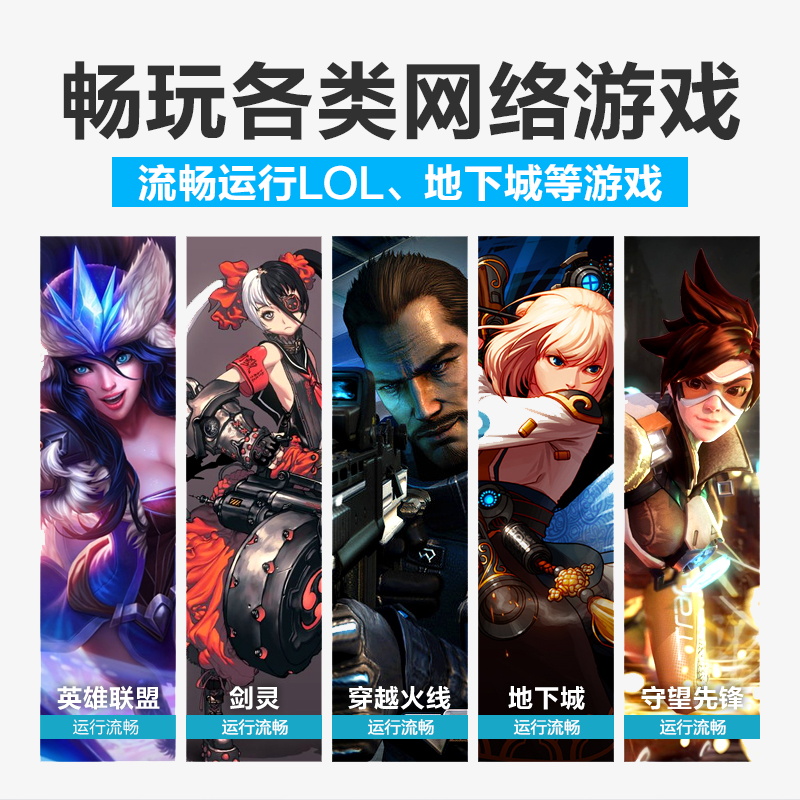 畅玩各类网络游戏
流畅运行LOL、地下城等游戏
英雄联盟
运行流畅
剑灵
运行流畅
穿越火线
运行流畅
地下城
运行流畅
守望先锋
运行流畅